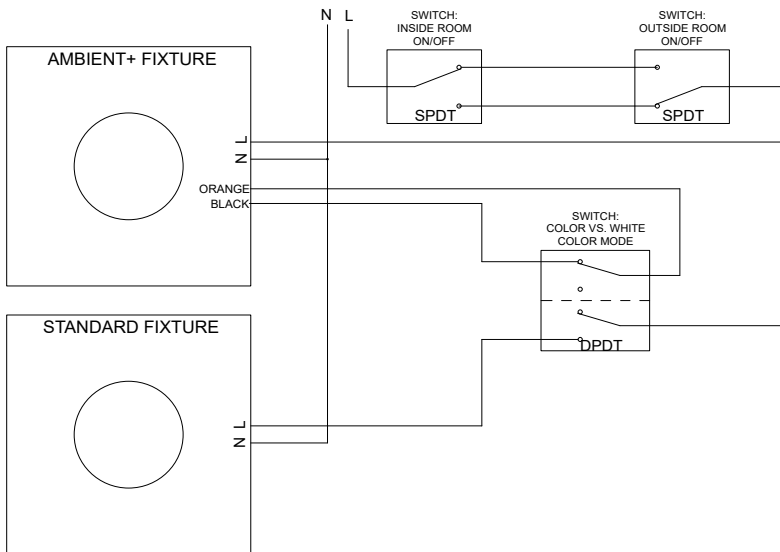 N L
SWITCH:
INSIDE ROOM
ON/OFF
SWITCH:
OUTSIDE ROOM
ON/OFF
AMBIENT+ FIXTURE
SPDT
SPDT
L
N
ORANGE
BLACK
SWITCH:
COLOR VS. WHITE
COLOR MODE
DPDT
STANDARD FIXTURE
L
N